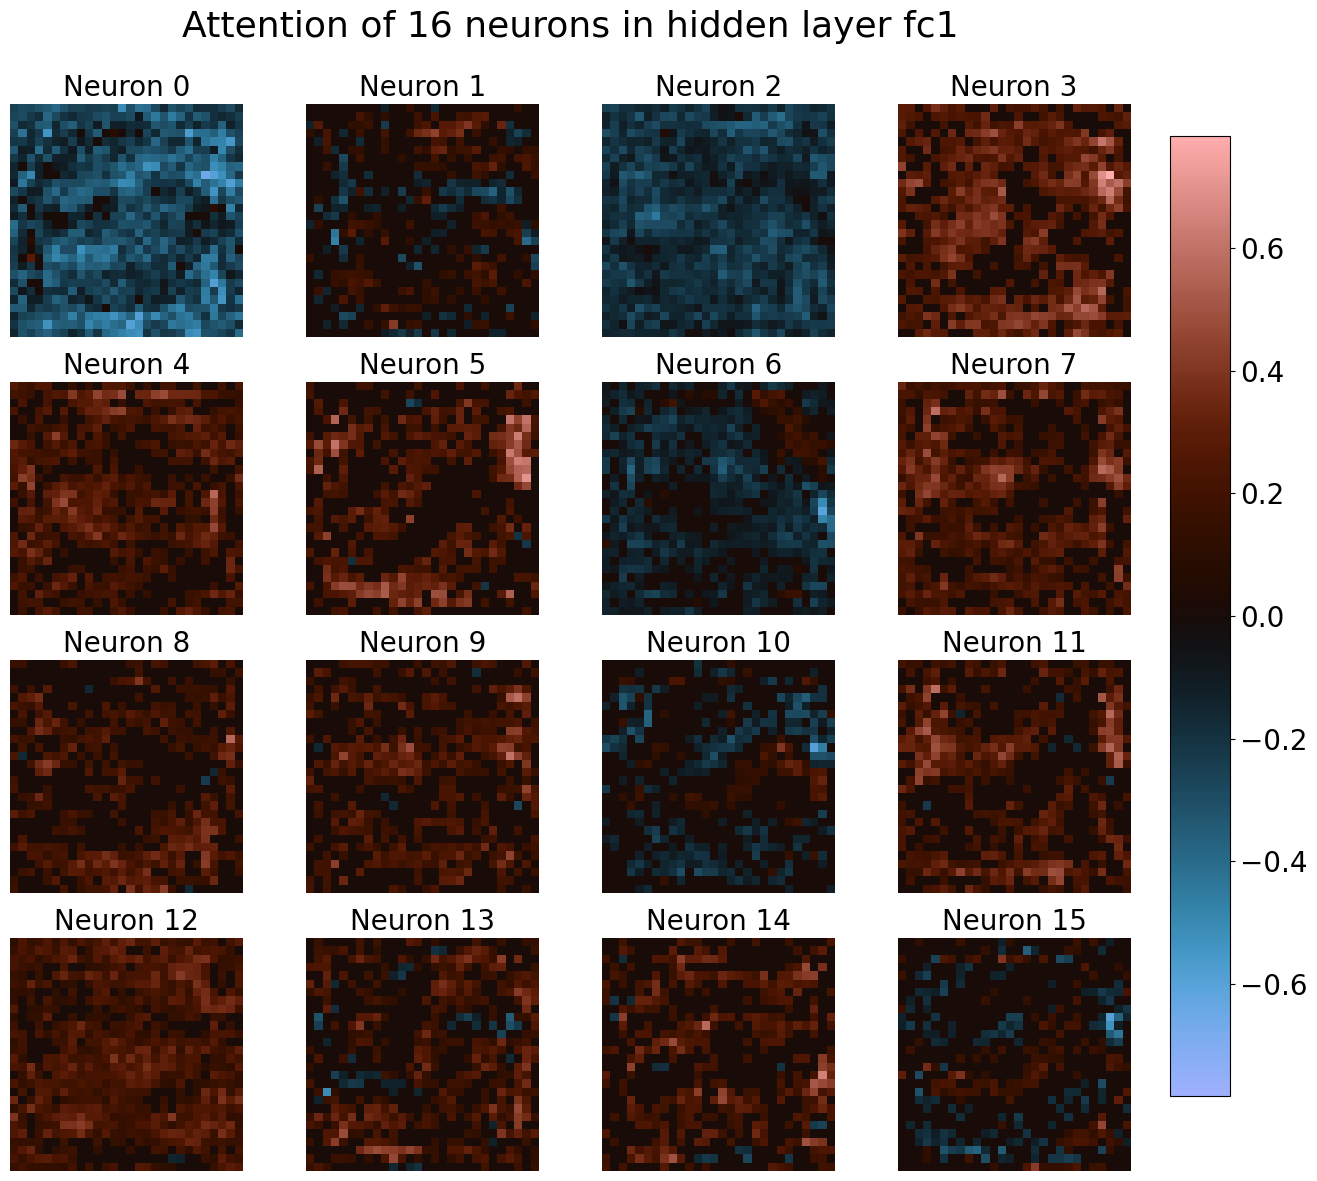 Attention of 16 neurons in hidden layer fc1
Neuron 0 Neuron 1 Neuron 2 Neuron 3
Neuron 4 Neuron 5 Neuron 6 Neuron 7
Neuron 8 Neuron 9 Neuron 10 Neuron 11
Neuron 12 Neuron 13 Neuron 14 Neuron 15
0.6
0.4
0.2
0.0
−0.2
−0.4
−0.6